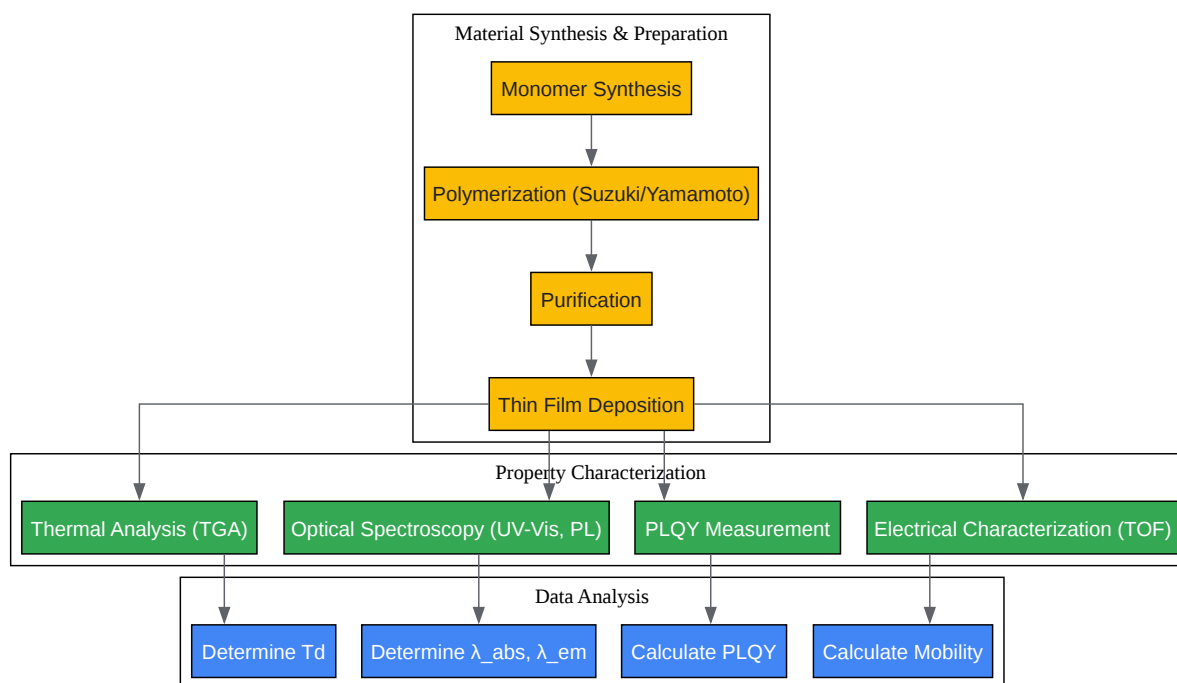 Material Synthesis & Preparation
Monomer Synthesis
Polymerization (Suzuki/Yamamoto)
Purification
Thin Film Deposition
Property Characterization
Thermal Analysis (TGA)
Optical Spectroscopy (UV-Vis, PL)
PLQY Measurement
Electrical Characterization (TOF)
Data Analysis
Determine Td
Determine λ_abs, λ_em
Calculate PLQY
Calculate Mobility